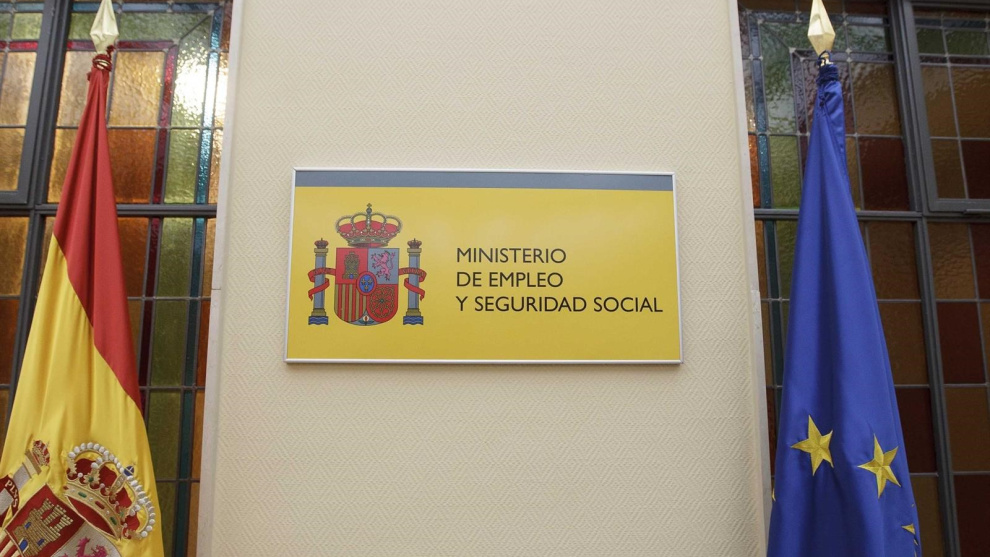 MINISTERIO
DE EMPLEO
Y SEGURIDAD SOCIAL